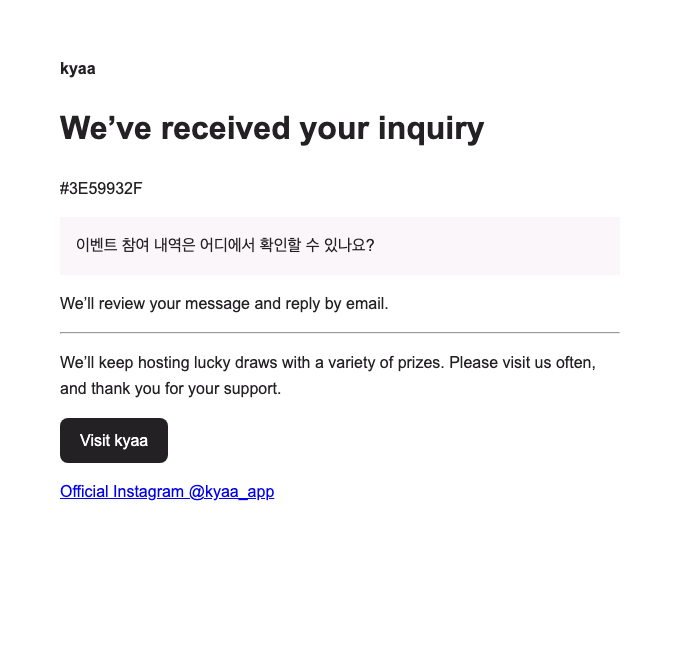 kyaa
We’ve received your inquiry
#3E59932F
이벤트 참여 내역은 어디에서 확인할 수 있나요?
We’ll review your message and reply by email.
We’ll keep hosting lucky draws with a variety of prizes. Please visit us often,
and thank you for your support.
Visit kyaa
Official Instagram @kyaa_app